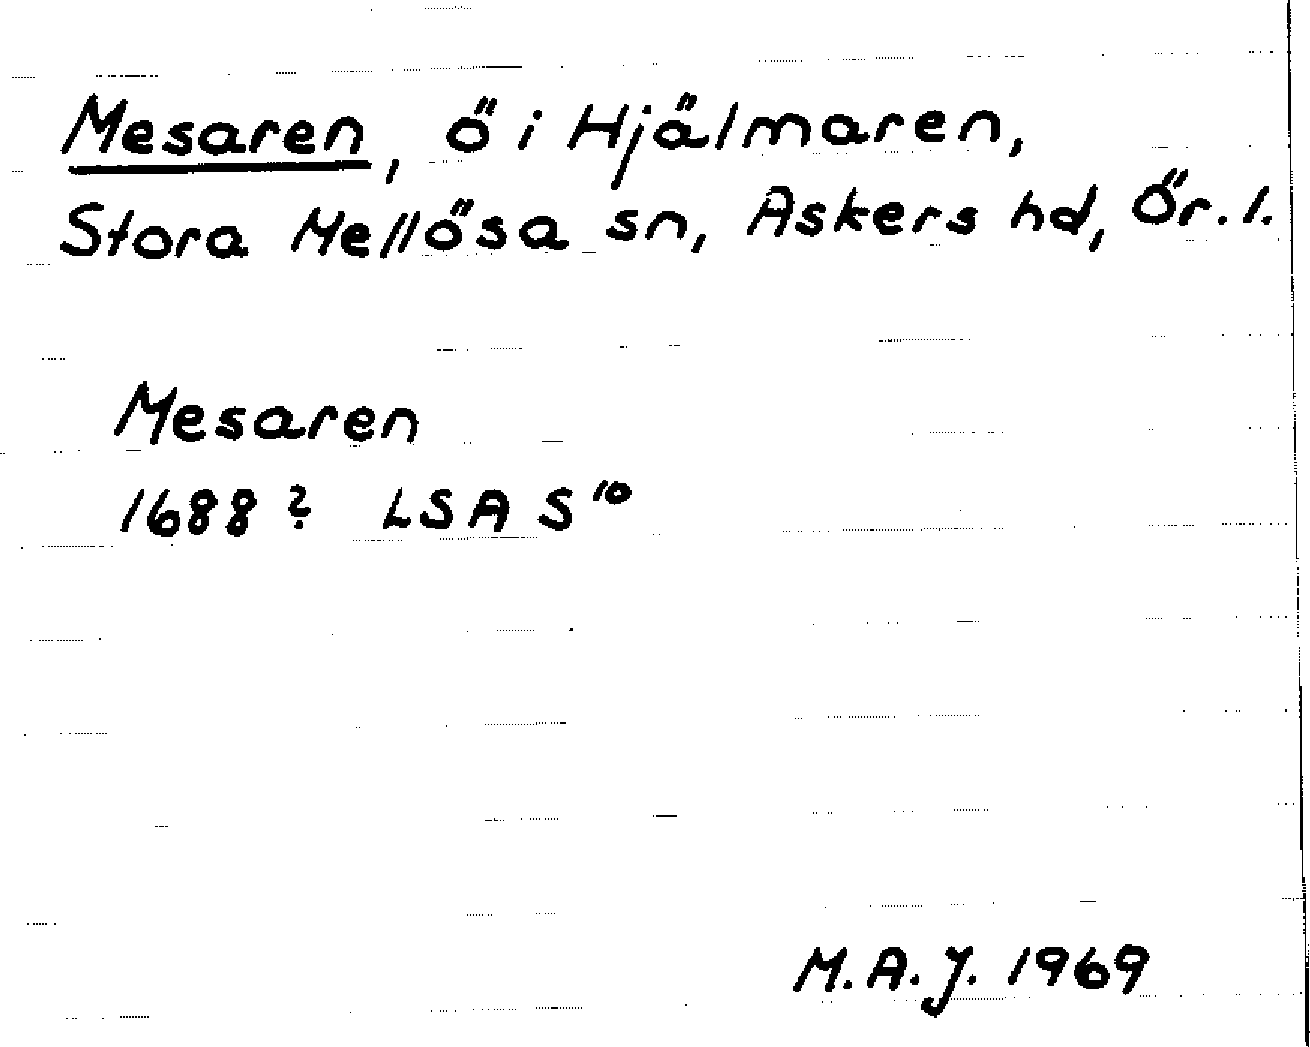 Mesaren, ö i Hjälmaren,
Stora Mellösa sn, Askers hd, Ör. l.
Mesaren
1688? LSA S¹⁰
M.A.J. 1969